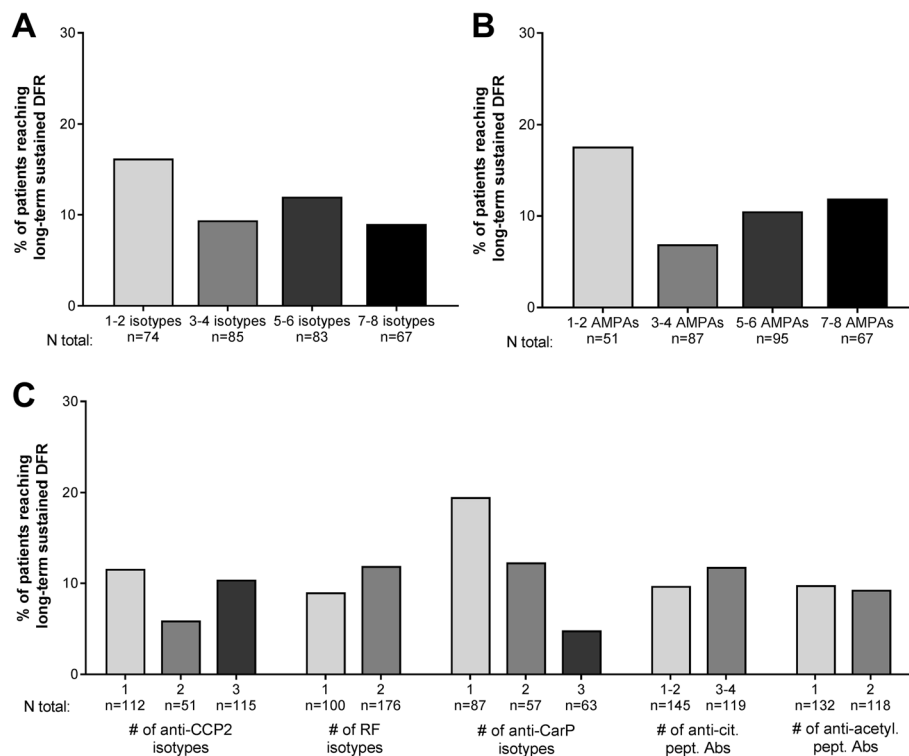 A
% of patients reaching
long-term sustained DFR
30
20
10
0
1-2 isotypes 3-4 isotypes 5-6 isotypes 7-8 isotypes
N total: n=74 n=85 n=83 n=67
B
% of patients reaching
long-term sustained DFR
30
20
10
0
1-2 AMPAs 3-4 AMPAs 5-6 AMPAs 7-8 AMPAs
N total: n=51 n=87 n=95 n=67
C
% of patients reaching
long-term sustained DFR
30
20
10
0
1 2 3 1 2 1 2 3 1-2 3-4 1 2
N total: n=112 n=51 n=115 n=100 n=176 n=87 n=57 n=63 n=145 n=119 n=132 n=118
# of anti-CCP2 # of RF # of anti-CarP # of anti-cit. # of anti-acetyl.
isotypes isotypes isotypes pept. Abs pept. Abs